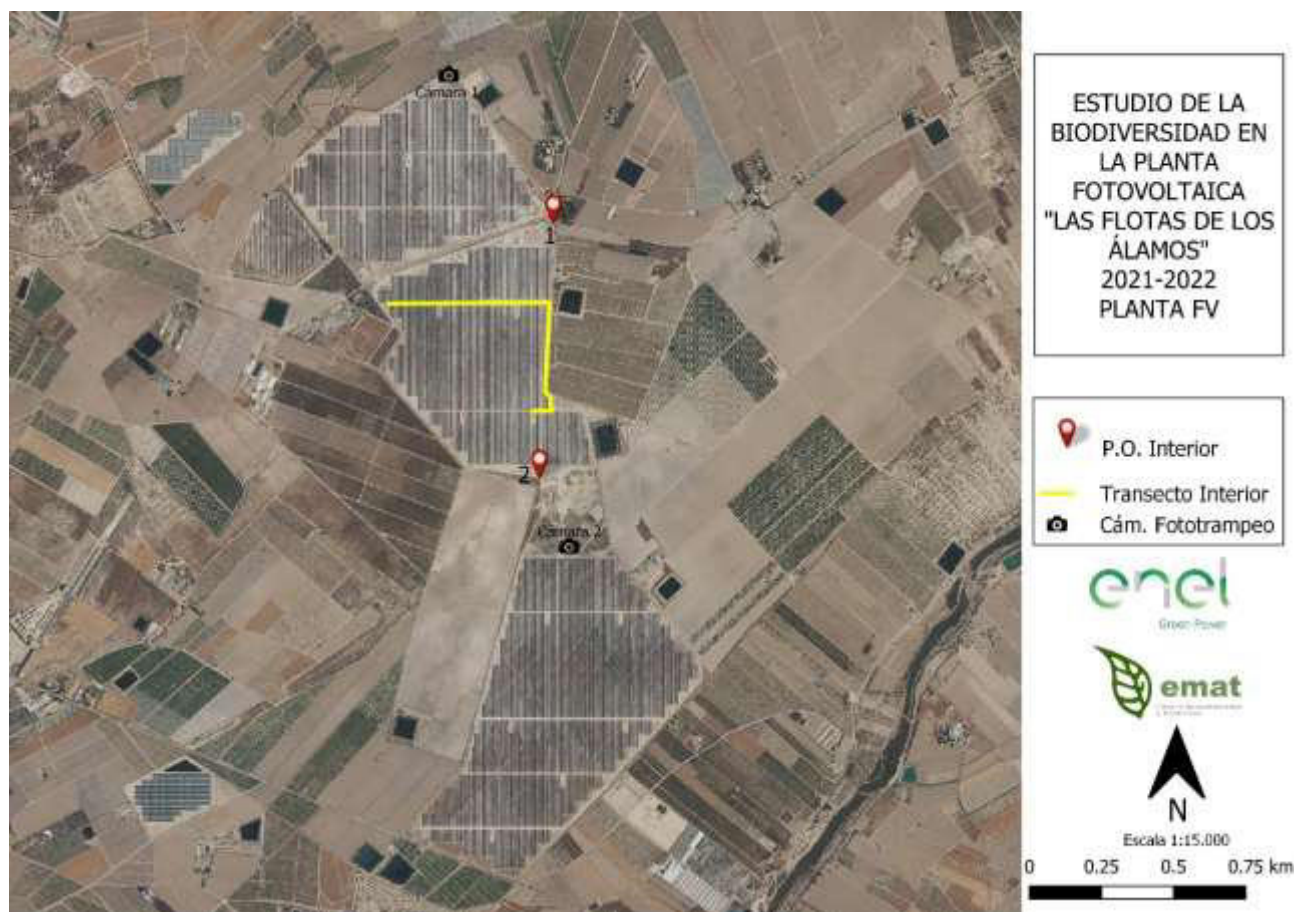 Cámara 1
1
2
Cámara 2
ESTUDIO DE LA
BIODIVERSIDAD EN
LA PLANTA
FOTOVOLTAICA
"LAS FLOTAS DE LOS
ÁLAMOS"
2021-2022
PLANTA FV
P.O. Interior
Transecto Interior
Cám. Fototrampeo
enel
Green Power
emat
N
Escala 1:15.000
0 0.25 0.5 0.75 km